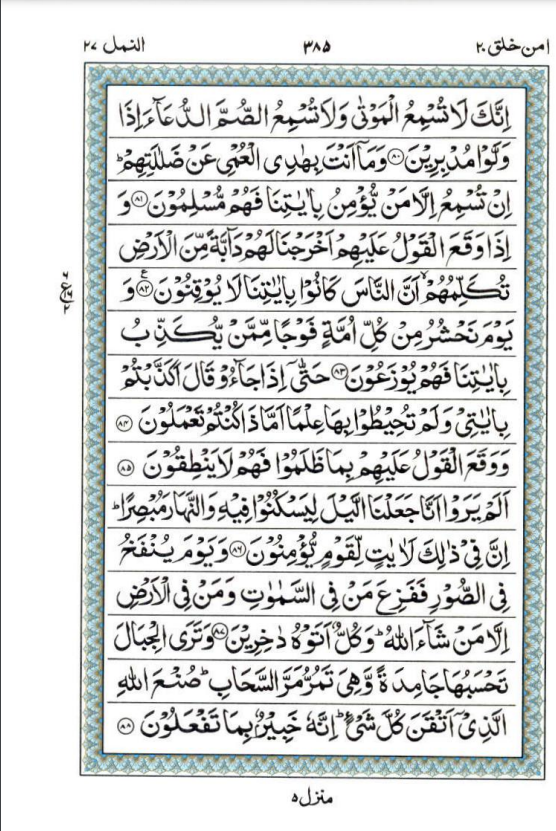 امن خلق ۲۰ ۳۸۵ النمل ۲۷
اِنَّكَ لَا تُسْمِعُ الْمَوْتٰى وَلَا تُسْمِعُ الصُّمَّ الدُّعَآءَ اِذَا
وَلَّوْا مُدْبِرِيْنَ ﴿۸۰﴾ وَمَآ اَنْتَ بِهٰدِى الْعُمْىِ عَنْ ضَلٰلَتِهِمْ ؕ
اِنْ تُسْمِعُ اِلَّا مَنْ يُّؤْمِنُ بِاٰيٰتِنَا فَهُمْ مُّسْلِمُوْنَ ﴿۸۱﴾ وَ
اِذَا وَقَعَ الْقَوْلُ عَلَيْهِمْ اَخْرَجْنَا لَهُمْ دَآبَّةً مِّنَ الْاَرْضِ
تُكَلِّمُهُمْ ۙ اَنَّ النَّاسَ كَانُوْا بِاٰيٰتِنَا لَا يُوْقِنُوْنَ ﴿۸۲﴾ ع وَ
يَوْمَ نَحْشُرُ مِنْ كُلِّ اُمَّةٍ فَوْجًا مِّمَّنْ يُّكَذِّبُ
بِاٰيٰتِنَا فَهُمْ يُوْزَعُوْنَ ﴿۸۳﴾ حَتّٰٓى اِذَا جَآءُوْ قَالَ اَكَذَّبْتُمْ
بِاٰيٰتِىْ وَلَمْ تُحِيْطُوْا بِهَا عِلْمًا اَمَّا ذَا كُنْتُمْ تَعْمَلُوْنَ ﴿۸۴﴾
وَوَقَعَ الْقَوْلُ عَلَيْهِمْ بِمَا ظَلَمُوْا فَهُمْ لَا يَنْطِقُوْنَ ﴿۸۵﴾
اَلَمْ يَرَوْا اَنَّا جَعَلْنَا الَّيْلَ لِيَسْكُنُوْا فِيْهِ وَالنَّهَارَ مُبْصِرًا ؕ
اِنَّ فِىْ ذٰلِكَ لَاٰيٰتٍ لِّقَوْمٍ يُّؤْمِنُوْنَ ﴿۸۶﴾ وَيَوْمَ يُنْفَخُ
فِى الصُّوْرِ فَفَزِعَ مَنْ فِى السَّمٰوٰتِ وَمَنْ فِى الْاَرْضِ
اِلَّا مَنْ شَآءَ اللّٰهُ ؕ وَكُلٌّ اَتَوْهُ دٰخِرِيْنَ ﴿۸۷﴾ وَتَرَى الْجِبَالَ
تَحْسَبُهَا جَامِدَةً وَّهِىَ تَمُرُّ مَرَّ السَّحَابِ ؕ صُنْعَ اللّٰهِ
الَّذِىْۤ اَتْقَنَ كُلَّ شَىْءٍ ؕ اِنَّهٗ خَبِيْرٌۢ بِمَا تَفْعَلُوْنَ ﴿۸۸﴾
منزل ۵